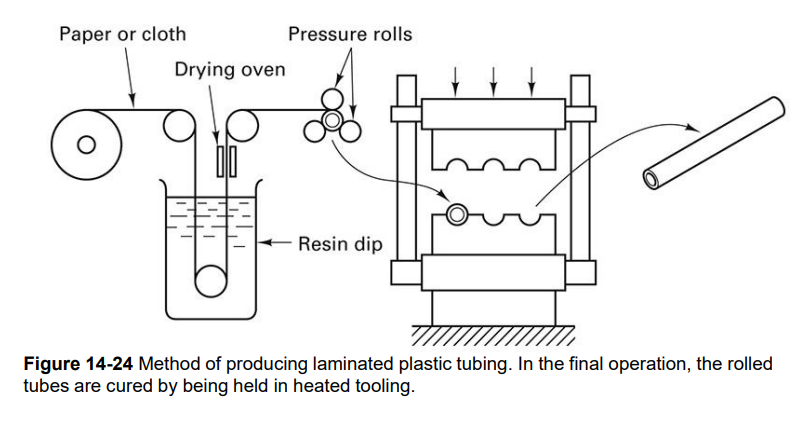 Paper or cloth
Pressure rolls
Drying oven
Resin dip
Figure 14-24 Method of producing laminated plastic tubing. In the final operation, the rolled
tubes are cured by being held in heated tooling.